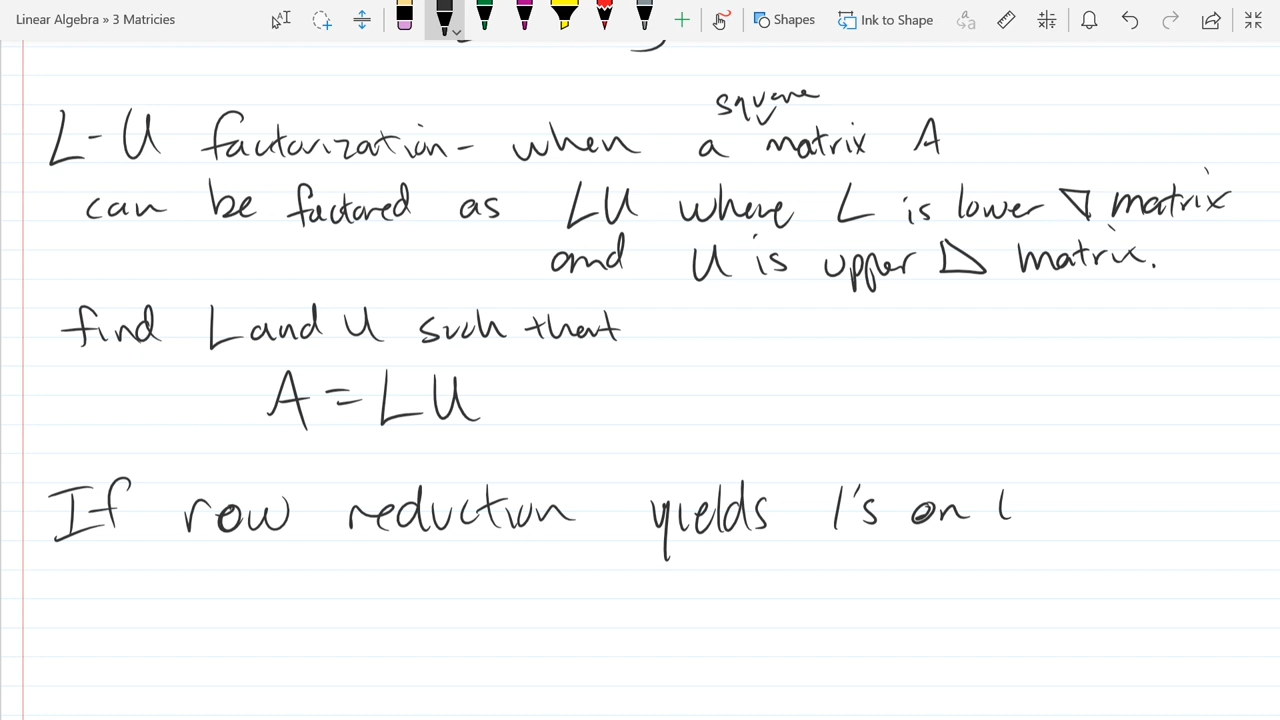 Linear Algebra » 3 Matricies
Shapes
Ink to Shape
L-U factorization- when a square matrix A
can be factored as LU where L is lower matrix
and U is upper matrix.
find L and U such that
A = LU
If row reduction yields 1's on